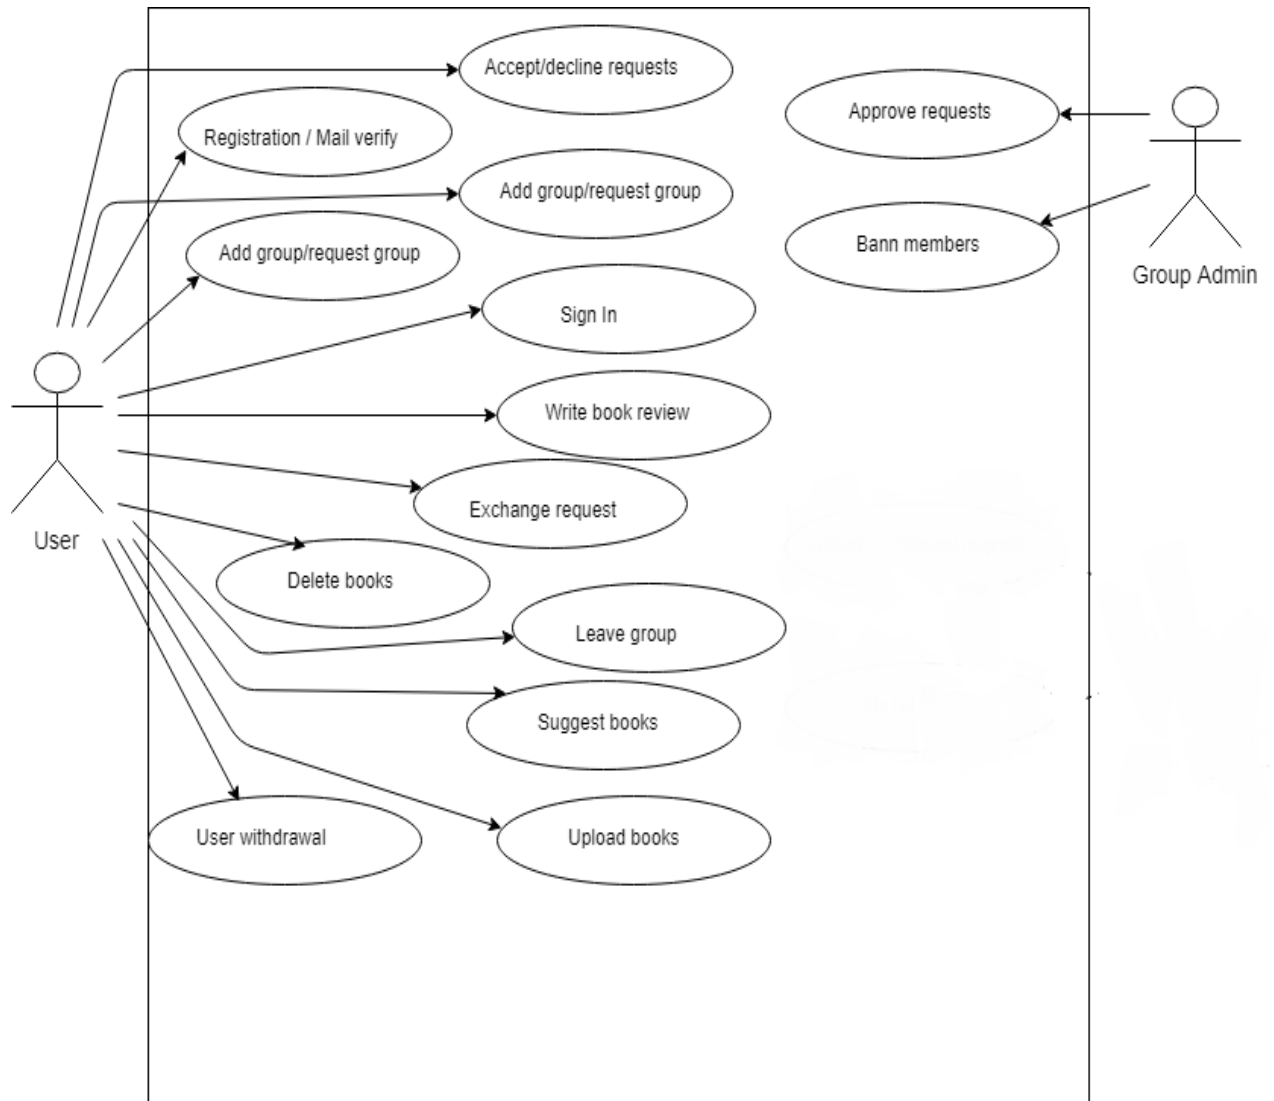 Accept/decline requests
Approve requests
Registration / Mail verify
Add group/request group
Add group/request group
Bann members
Group Admin
Sign In
Write book review
Exchange request
User
Delete books
Leave group
Suggest books
User withdrawal
Upload books